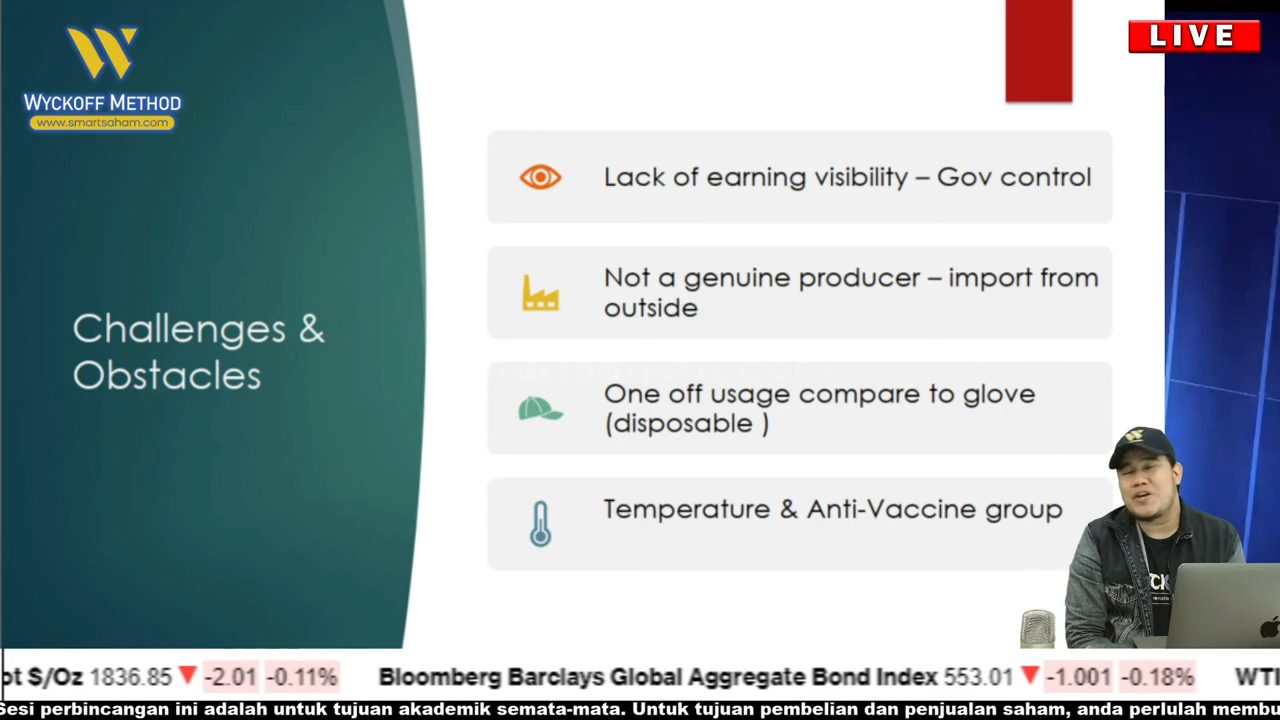 WYCKOFF METHOD
www.smartsaham.com
LIVE
Challenges &
Obstacles
Lack of earning visibility – Gov control
Not a genuine producer – import from
outside
One off usage compare to glove
(disposable )
Temperature & Anti-Vaccine group
ot $/Oz 1836.85 ▼ -2.01 -0.11% Bloomberg Barclays Global Aggregate Bond Index 553.01 ▼ -1.001 -0.18% WTI
Sesi perbincangan ini adalah untuk tujuan akademik semata-mata. Untuk tujuan pembelian dan penjualan saham, anda perlulah membu